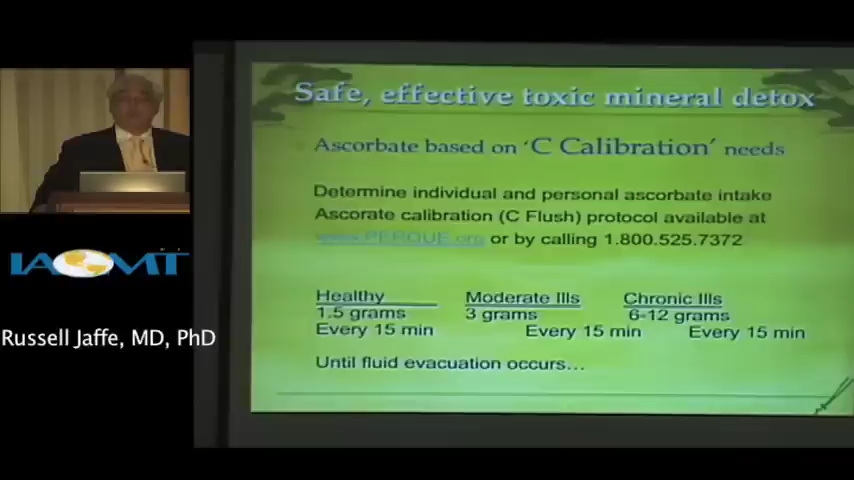 Safe, effective toxic mineral detox
Ascorbate based on 'C Calibration' needs
Determine individual and personal ascorbate intake
Ascorate calibration (C Flush) protocol available at
www.PERQUE.org or by calling 1.800.525.7372
Healthy Moderate Ills Chronic Ills
1.5 grams 3 grams 6-12 grams
Every 15 min Every 15 min Every 15 min
Until fluid evacuation occurs…
IAOMT
Russell Jaffe, MD, PhD